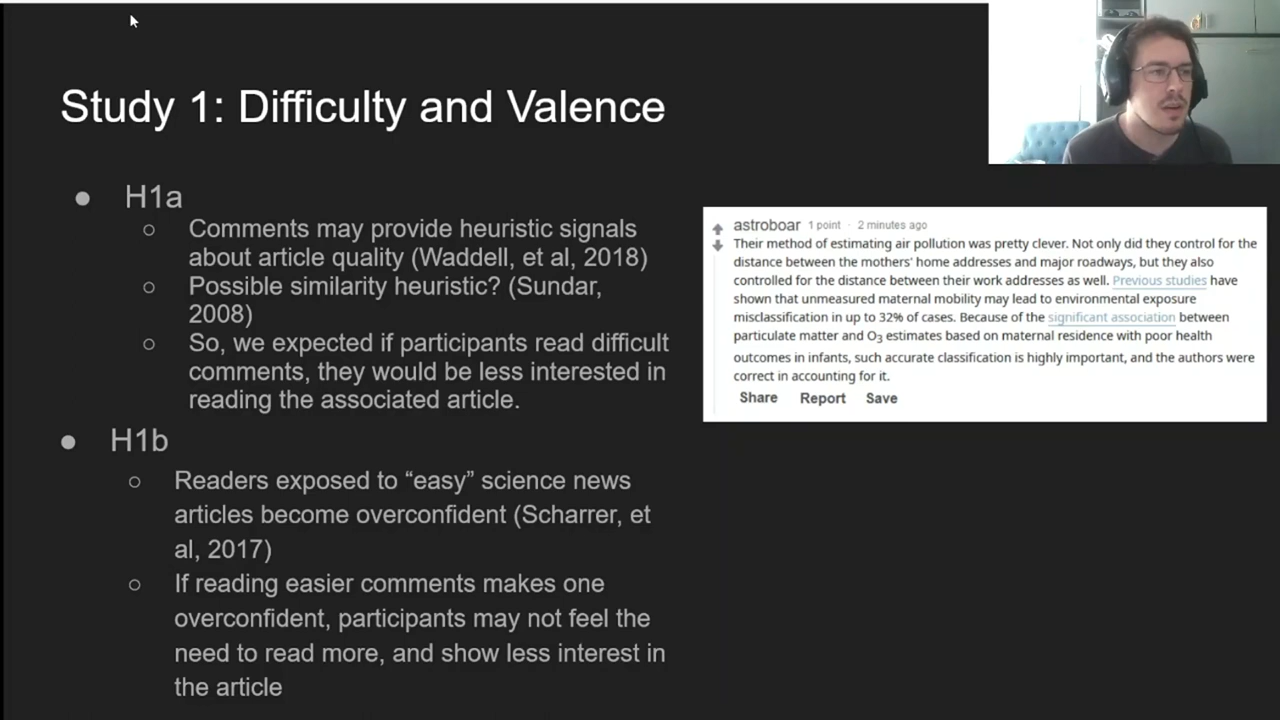 Study 1: Difficulty and Valence
● H1a
○ Comments may provide heuristic signals
about article quality (Waddell, et al, 2018)
○ Possible similarity heuristic? (Sundar,
2008)
○ So, we expected if participants read difficult
comments, they would be less interested in
reading the associated article.
● H1b
○ Readers exposed to “easy” science news
articles become overconfident (Scharrer, et
al, 2017)
○ If reading easier comments makes one
overconfident, participants may not feel the
need to read more, and show less interest in
the article
astroboar 1 point · 2 minutes ago
Their method of estimating air pollution was pretty clever. Not only did they control for the
distance between the mothers' home addresses and major roadways, but they also
controlled for the distance between their work addresses as well. Previous studies have
shown that unmeasured maternal mobility may lead to environmental exposure
misclassification in up to 32% of cases. Because of the significant association between
particulate matter and O₃ estimates based on maternal residence with poor health
outcomes in infants, such accurate classification is highly important, and the authors were
correct in accounting for it.
Share Report Save